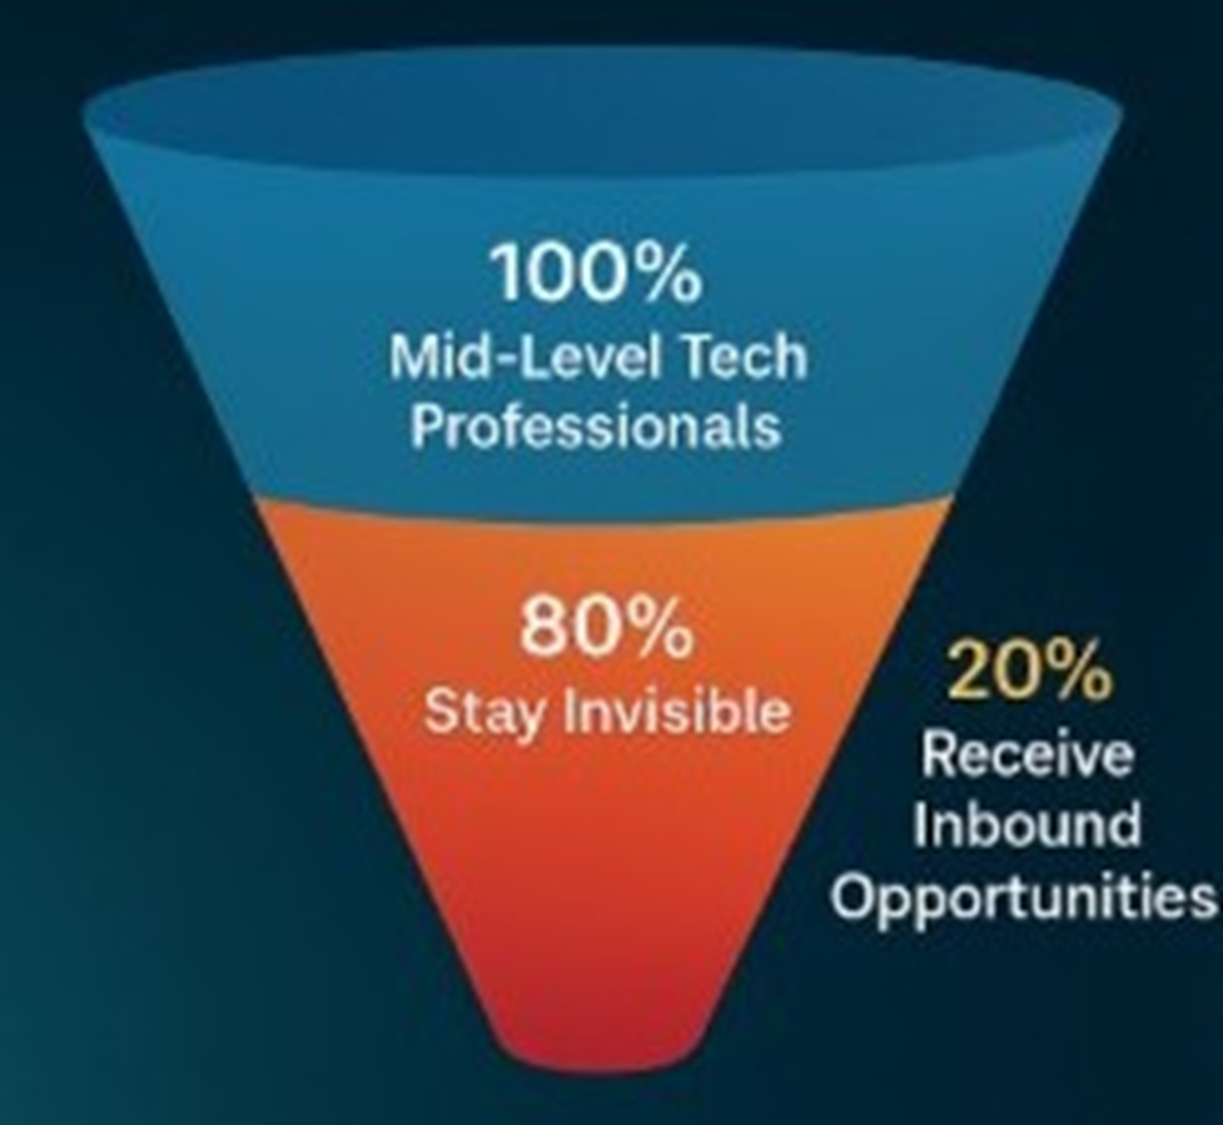 100%
Mid-Level Tech
Professionals
80%
Stay Invisible
20%
Receive
Inbound
Opportunities